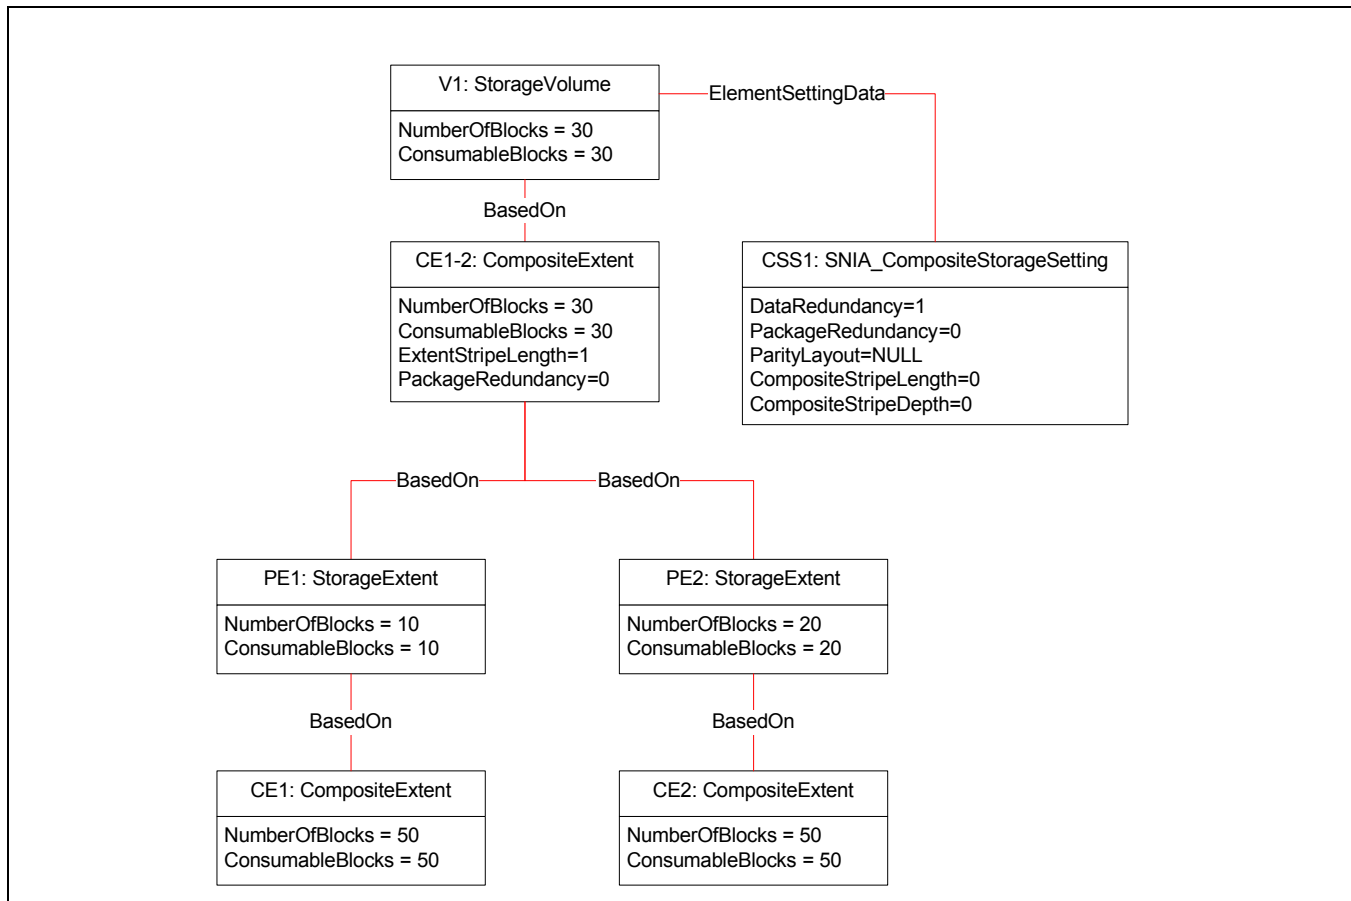 V1: StorageVolume
NumberOfBlocks = 30
ConsumableBlocks = 30
ElementSettingData
BasedOn
CE1-2: CompositeExtent
NumberOfBlocks = 30
ConsumableBlocks = 30
ExtentStripeLength=1
PackageRedundancy=0
CSS1: SNIA_CompositeStorageSetting
DataRedundancy=1
PackageRedundancy=0
ParityLayout=NULL
CompositeStripeLength=0
CompositeStripeDepth=0
BasedOn
BasedOn
PE1: StorageExtent
NumberOfBlocks = 10
ConsumableBlocks = 10
PE2: StorageExtent
NumberOfBlocks = 20
ConsumableBlocks = 20
BasedOn
BasedOn
CE1: CompositeExtent
NumberOfBlocks = 50
ConsumableBlocks = 50
CE2: CompositeExtent
NumberOfBlocks = 50
ConsumableBlocks = 50